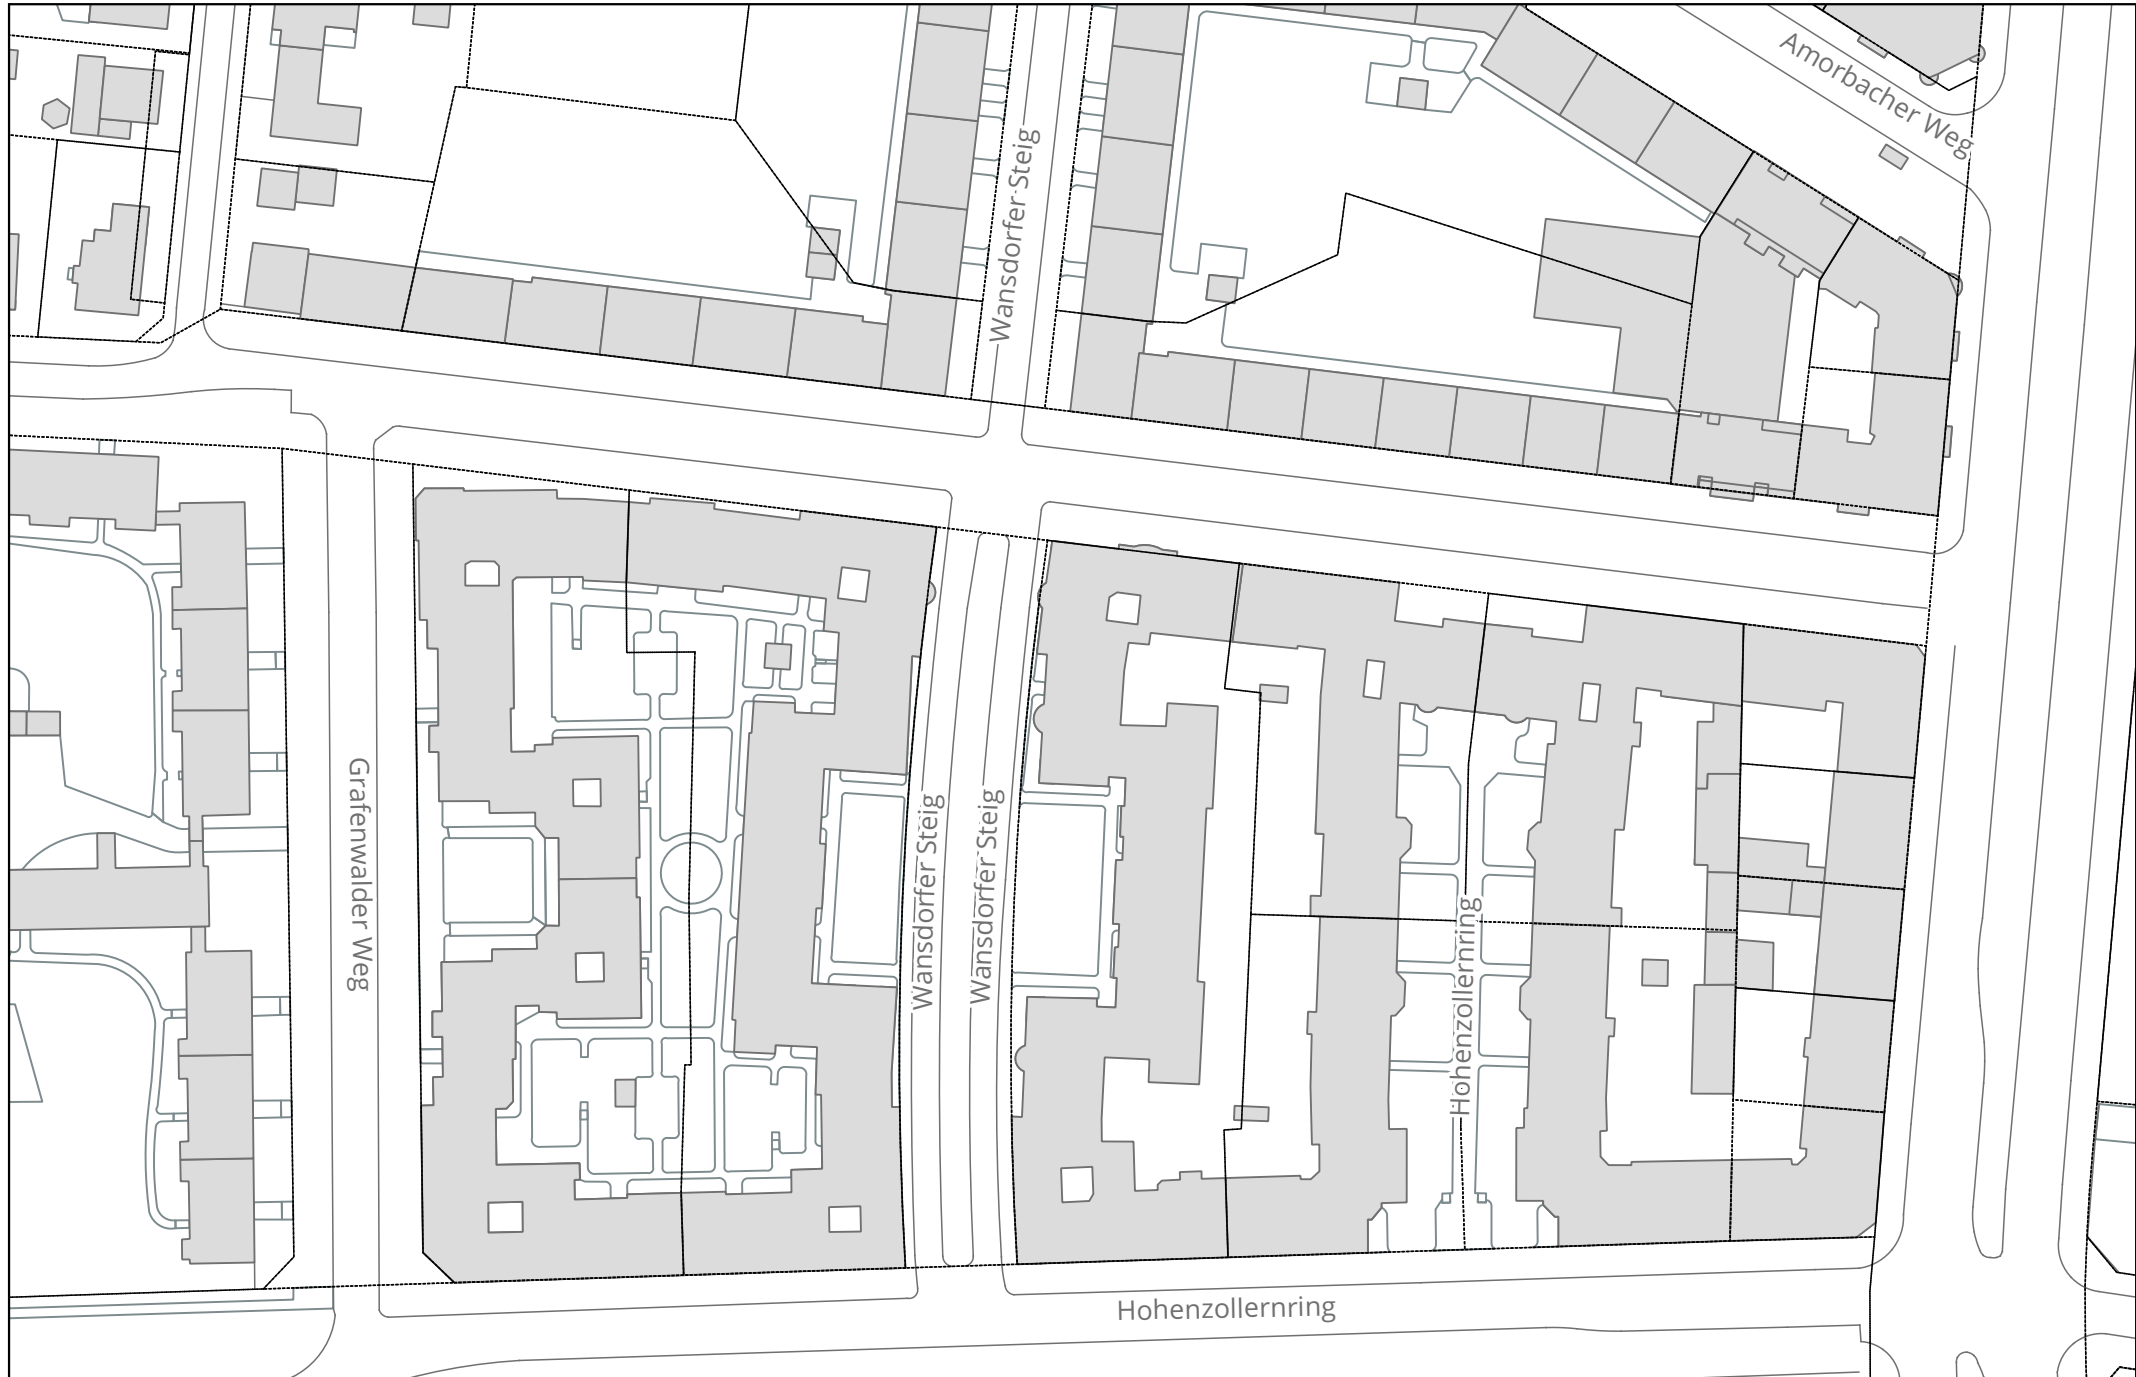 Amorbacher Weg
Wansdorfer Steig
Grafenwalder Weg
Wansdorfer Steig
Wansdorfer Steig
Hohenzollernring
Hohenzollernring